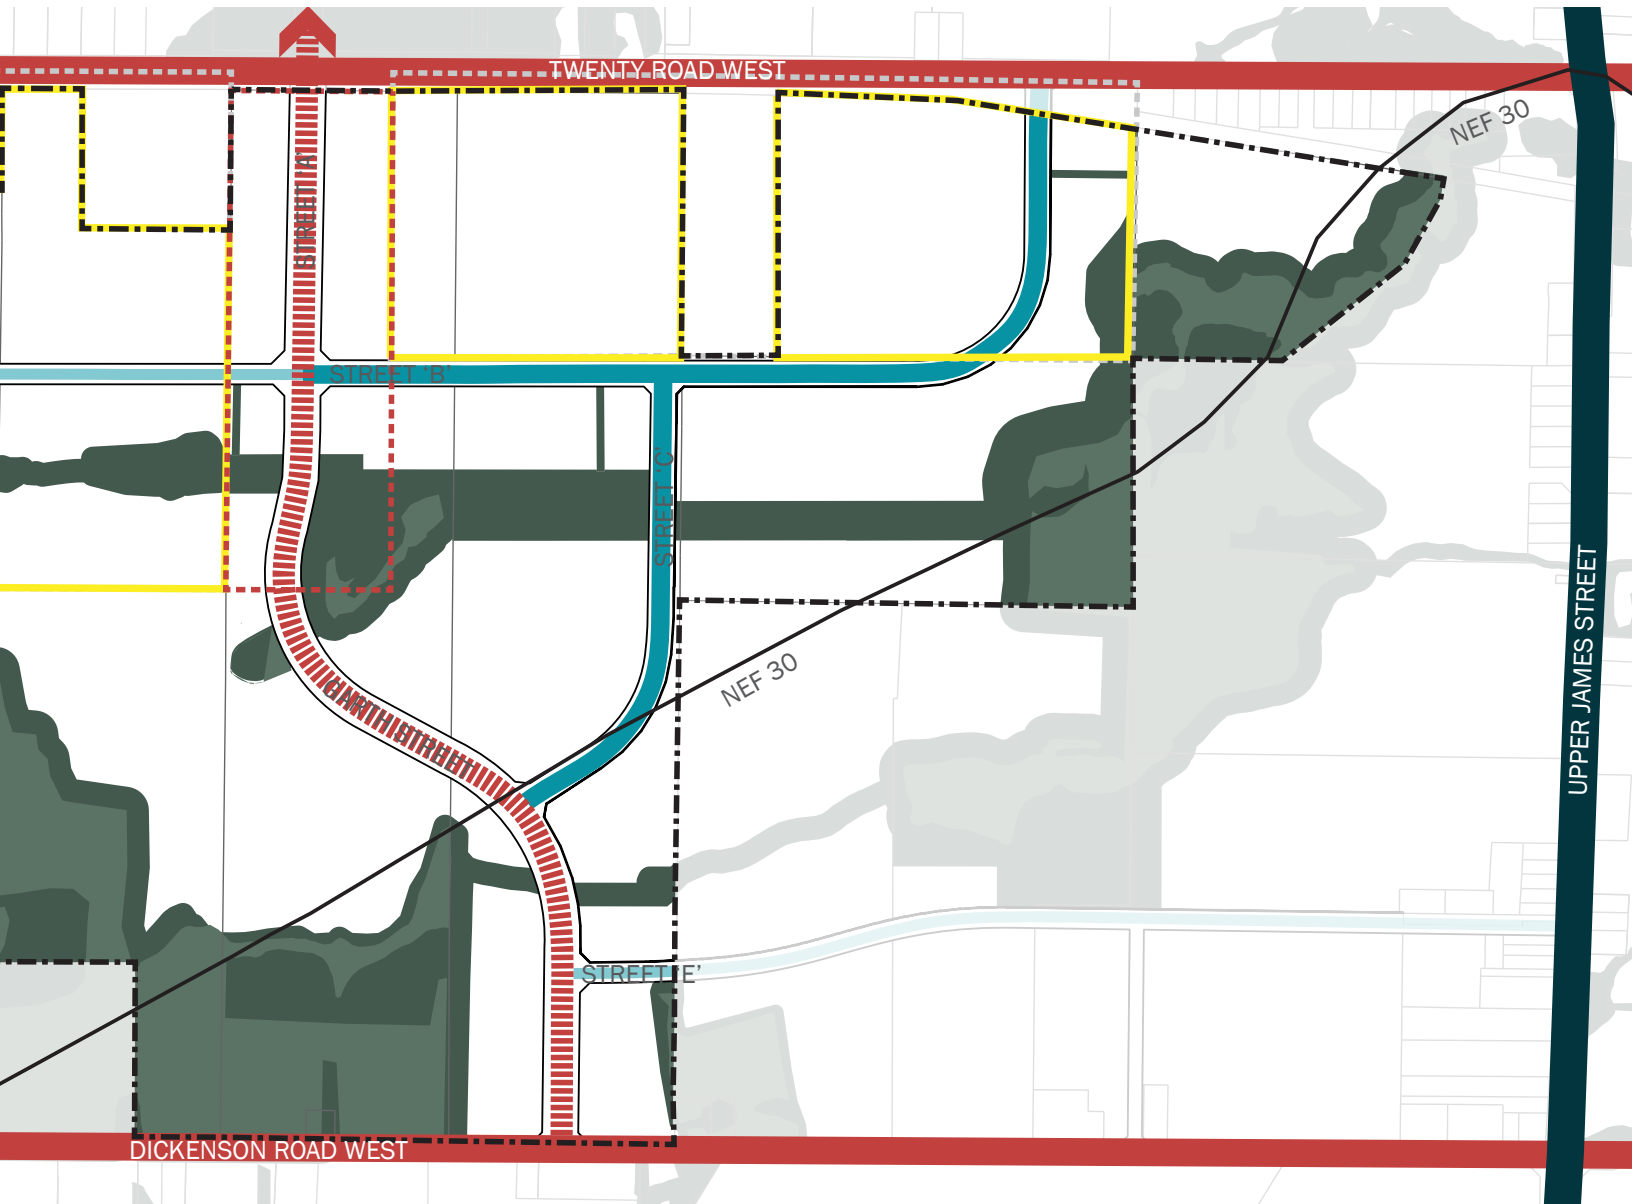 TWENTY ROAD WEST
NEF 30
STREET 'A'
STREET 'B'
STREET 'C'
UPPER JAMES STREET
NEF 30
GARTH STREET
STREET 'E'
DICKENSON ROAD WEST